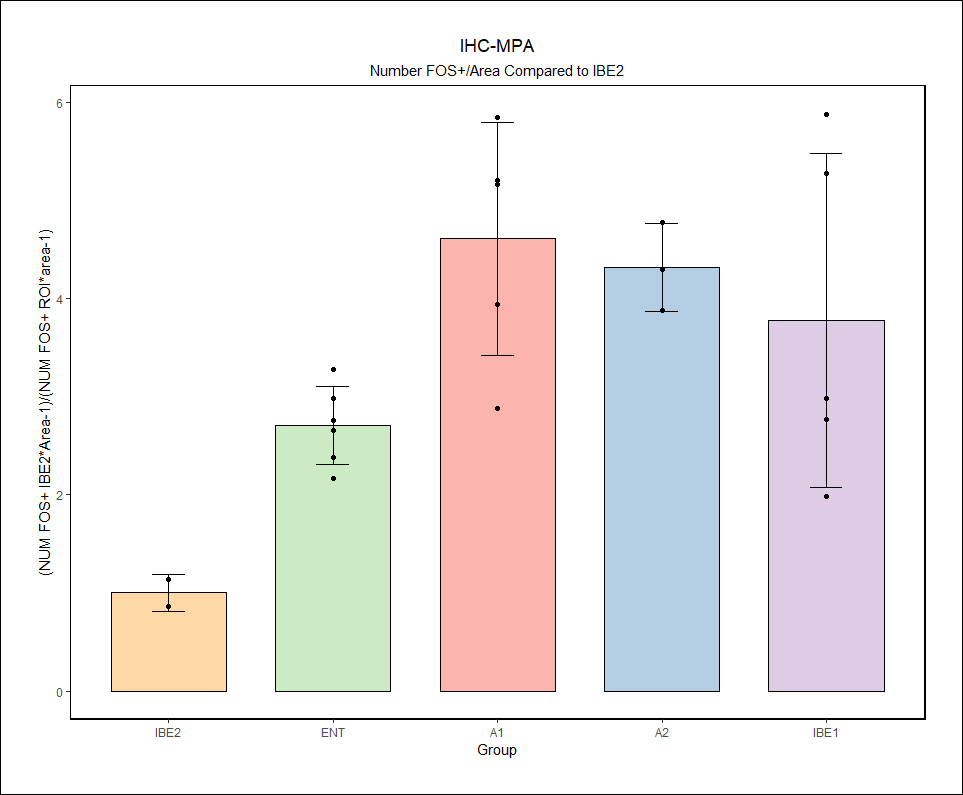 IHC-MPA
Number FOS+/Area Compared to IBE2
(NUM FOS+ IBE2*Area-1)/(NUM FOS+ ROI*area-1)
6
4
2
0
IBE2 ENT A1 A2 IBE1
Group